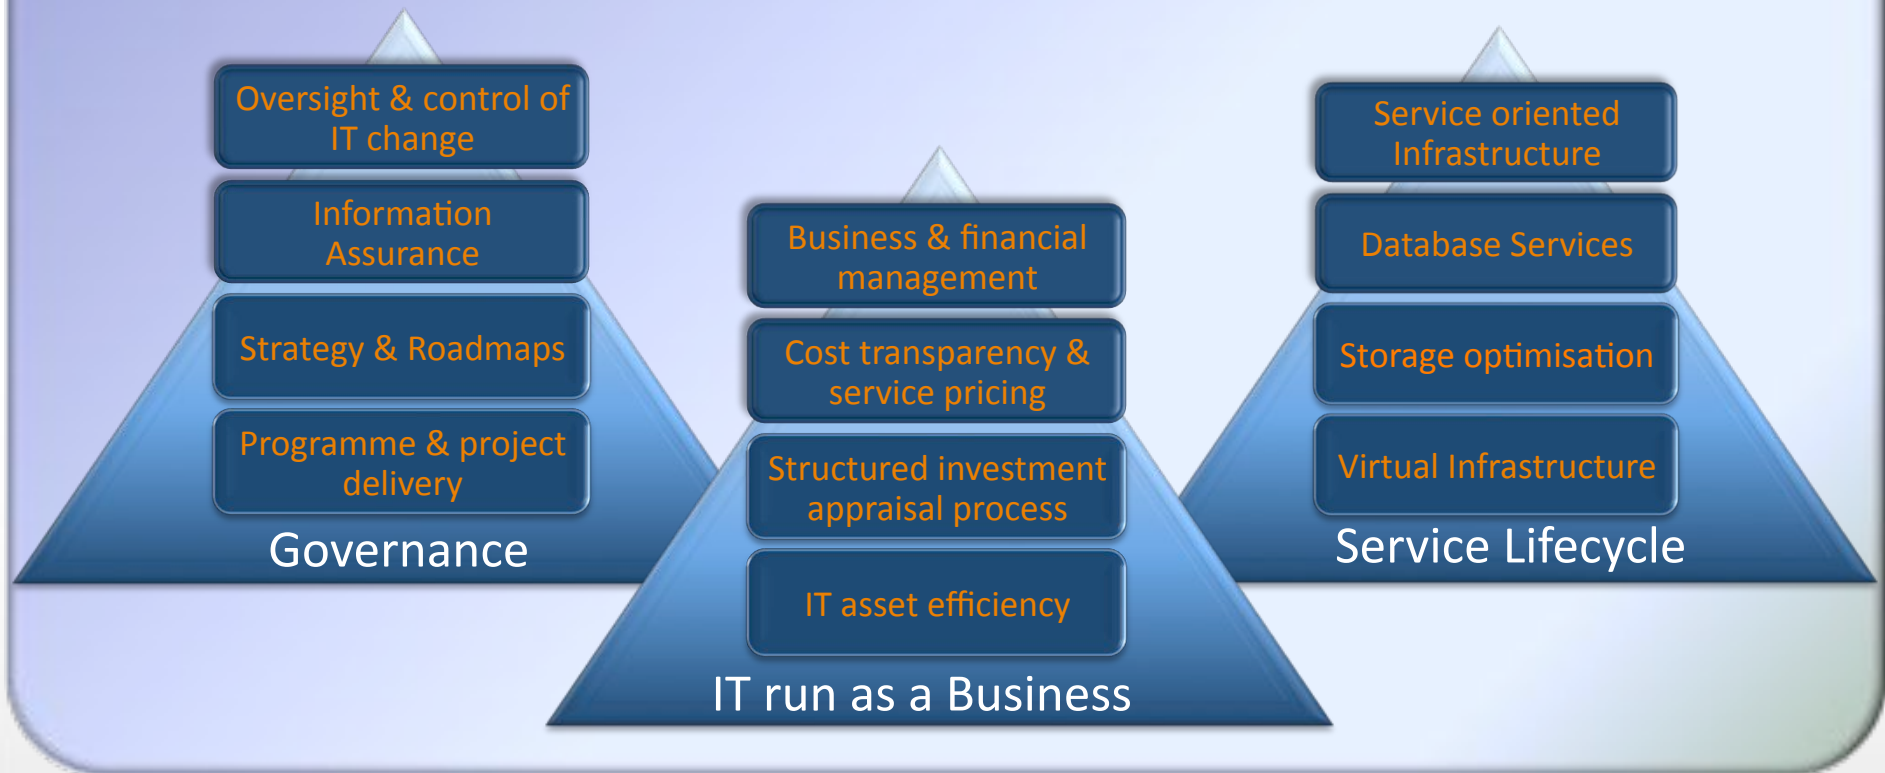 Oversight & control of
IT change
Information
Assurance
Strategy & Roadmaps
Programme & project
delivery
Governance
Business & financial
management
Cost transparency &
service pricing
Structured investment
appraisal process
IT asset efficiency
IT run as a Business
Service oriented
Infrastructure
Database Services
Storage optimisation
Virtual Infrastructure
Service Lifecycle